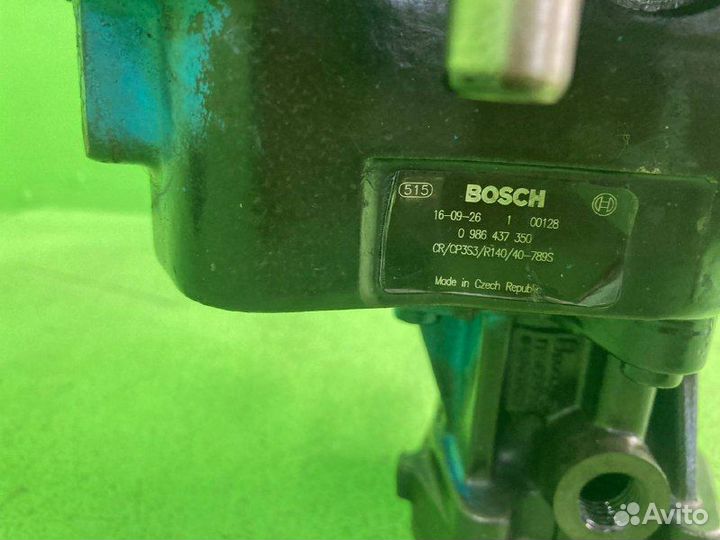 515 BOSCH
16-09-26 1 00128
0 986 437 350
CR/CP3S3/R140/40-789S
Made in Czech Republic
Avito